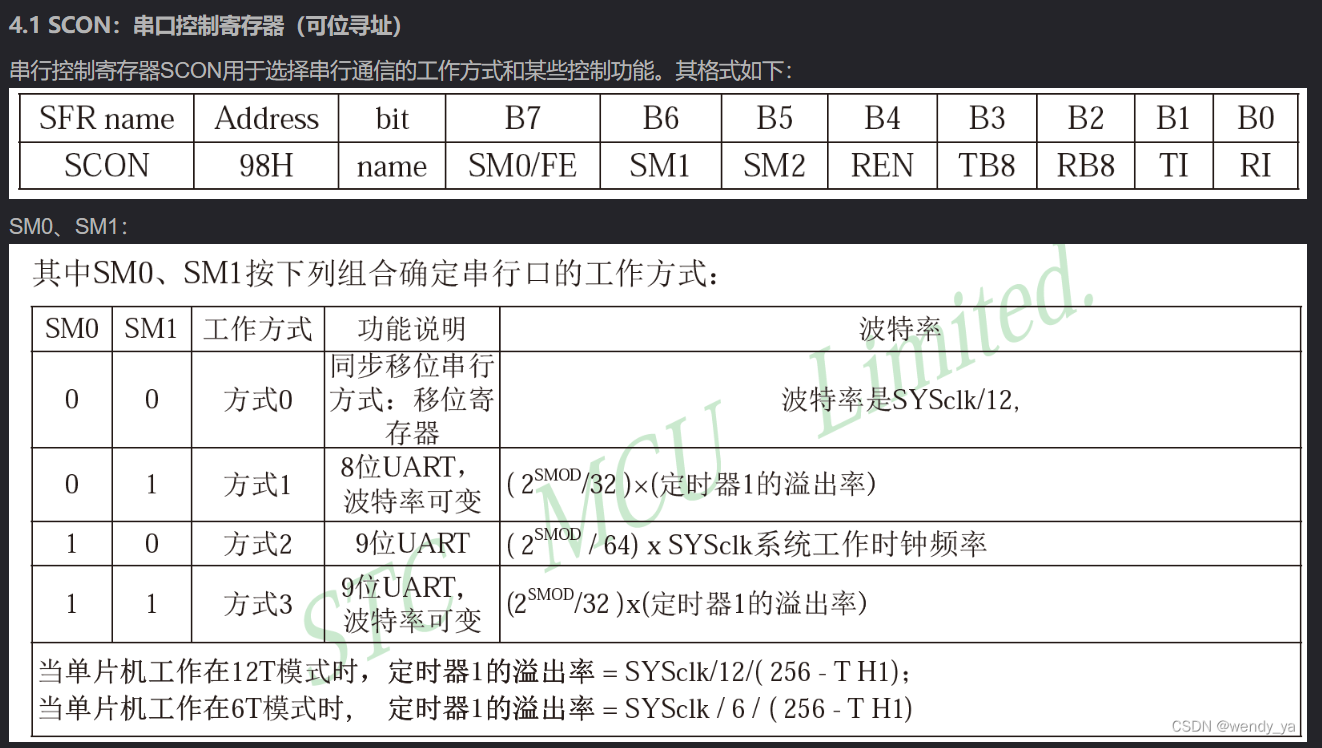 4.1 SCON：串口控制寄存器（可位寻址）
串行控制寄存器SCON用于选择串行通信的工作方式和某些控制功能。其格式如下：
SFR name Address bit B7 B6 B5 B4 B3 B2 B1 B0
SCON 98H name SM0/FE SM1 SM2 REN TB8 RB8 TI RI
SM0、SM1：
其中SM0、SM1按下列组合确定串行口的工作方式：
SM0 SM1 工作方式 功能说明 波特率
0 0 方式0 同步移位串行
方式：移位寄
存器 波特率是SYSclk/12,
0 1 方式1 8位UART，
波特率可变 ( 2^SMOD/32 )×(定时器1的溢出率)
1 0 方式2 9位UART ( 2^SMOD / 64) x SYSclk系统工作时钟频率
1 1 方式3 9位UART，
波特率可变 (2^SMOD/32 )x(定时器1的溢出率)
当单片机工作在12T模式时，定时器1的溢出率 = SYSclk/12/( 256 - T H1);
当单片机工作在6T模式时， 定时器1的溢出率 = SYSclk / 6 / ( 256 - T H1)
STC MCU Limited.
CSDN @wendy_ya